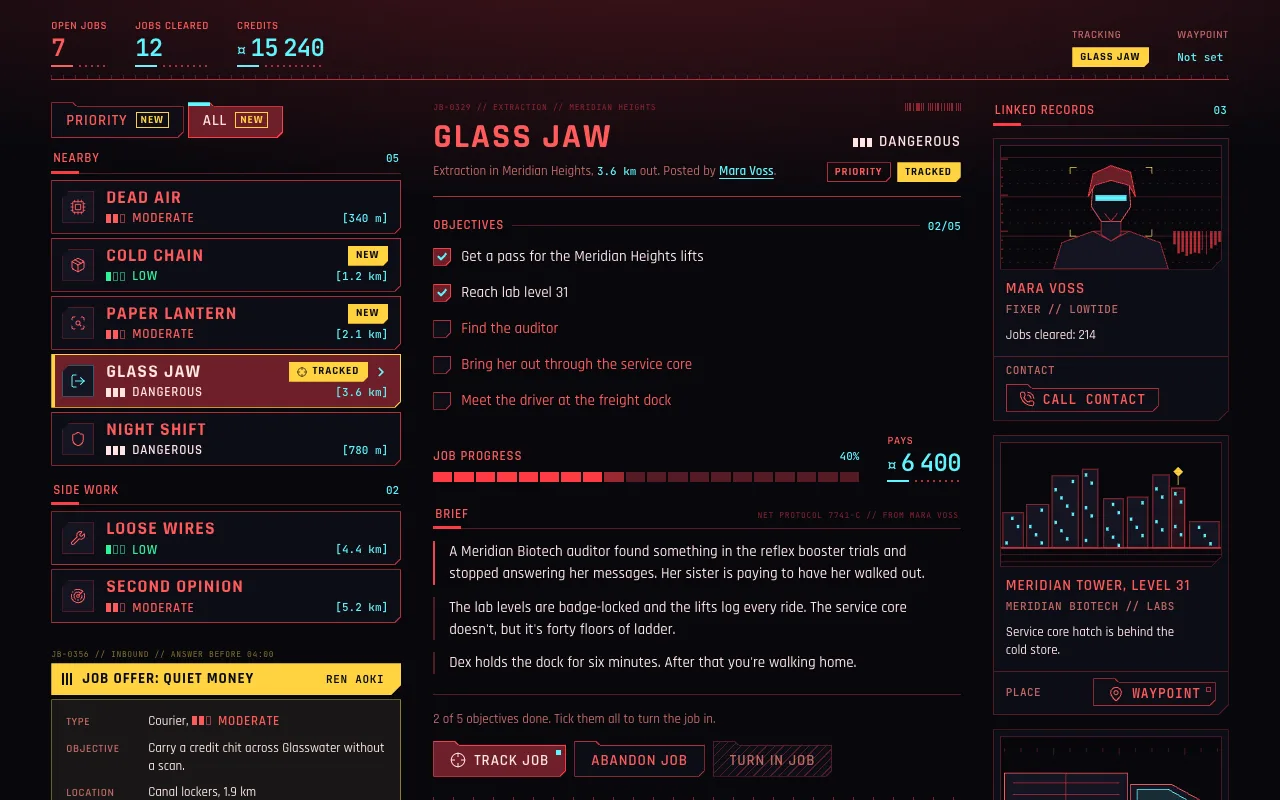 OPEN JOBS
7
JOBS CLEARED
12
CREDITS
¤ 15 240
TRACKING
GLASS JAW
WAYPOINT
Not set
PRIORITY NEW
ALL NEW
NEARBY 05
DEAD AIR
MODERATE [340 m]
COLD CHAIN NEW
LOW [1.2 km]
PAPER LANTERN NEW
MODERATE [2.1 km]
GLASS JAW TRACKED
DANGEROUS [3.6 km]
NIGHT SHIFT
DANGEROUS [780 m]
SIDE WORK 02
LOOSE WIRES
LOW [4.4 km]
SECOND OPINION
MODERATE [5.2 km]
JB-0356 // INBOUND // ANSWER BEFORE 04:00
JOB OFFER: QUIET MONEY REN AOKI
TYPE Courier, MODERATE
OBJECTIVE Carry a credit chit across Glasswater without
a scan.
LOCATION Canal lockers, 1.9 km
JB-0329 // EXTRACTION // MERIDIAN HEIGHTS
GLASS JAW
DANGEROUS
Extraction in Meridian Heights, 3.6 km out. Posted by Mara Voss.
PRIORITY TRACKED
OBJECTIVES 02/05
Get a pass for the Meridian Heights lifts
Reach lab level 31
Find the auditor
Bring her out through the service core
Meet the driver at the freight dock
JOB PROGRESS 40%
PAYS
¤ 6 400
BRIEF NET PROTOCOL 7741-C // FROM MARA VOSS
A Meridian Biotech auditor found something in the reflex booster trials and
stopped answering her messages. Her sister is paying to have her walked out.
The lab levels are badge-locked and the lifts log every ride. The service core
doesn't, but it's forty floors of ladder.
Dex holds the dock for six minutes. After that you're walking home.
2 of 5 objectives done. Tick them all to turn the job in.
TRACK JOB
ABANDON JOB
TURN IN JOB
LINKED RECORDS 03
MARA VOSS
FIXER // LOWTIDE
Jobs cleared: 214
CONTACT
CALL CONTACT
MERIDIAN TOWER, LEVEL 31
MERIDIAN BIOTECH // LABS
Service core hatch is behind the
cold store.
PLACE WAYPOINT